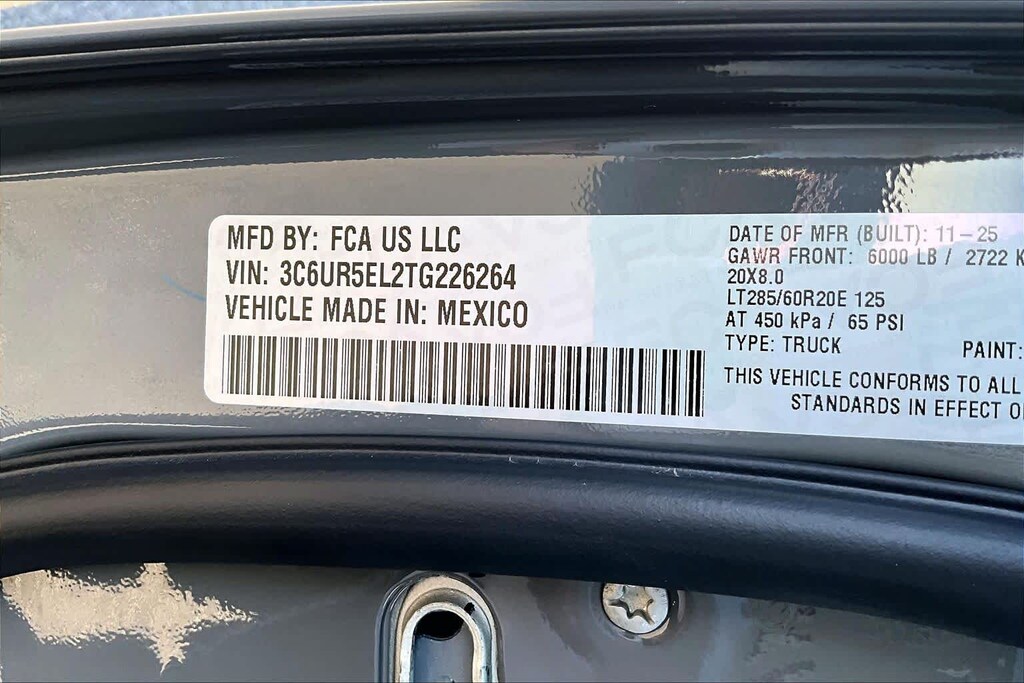 MFD BY: FCA US LLC
VIN: 3C6UR5EL2TG226264
VEHICLE MADE IN: MEXICO
DATE OF MFR (BUILT): 11-25
GAWR FRONT: 6000 LB / 2722 K
20X8.0
LT285/60R20E 125
AT 450 kPa / 65 PSI
TYPE: TRUCK PAINT:
THIS VEHICLE CONFORMS TO ALL
STANDARDS IN EFFECT O